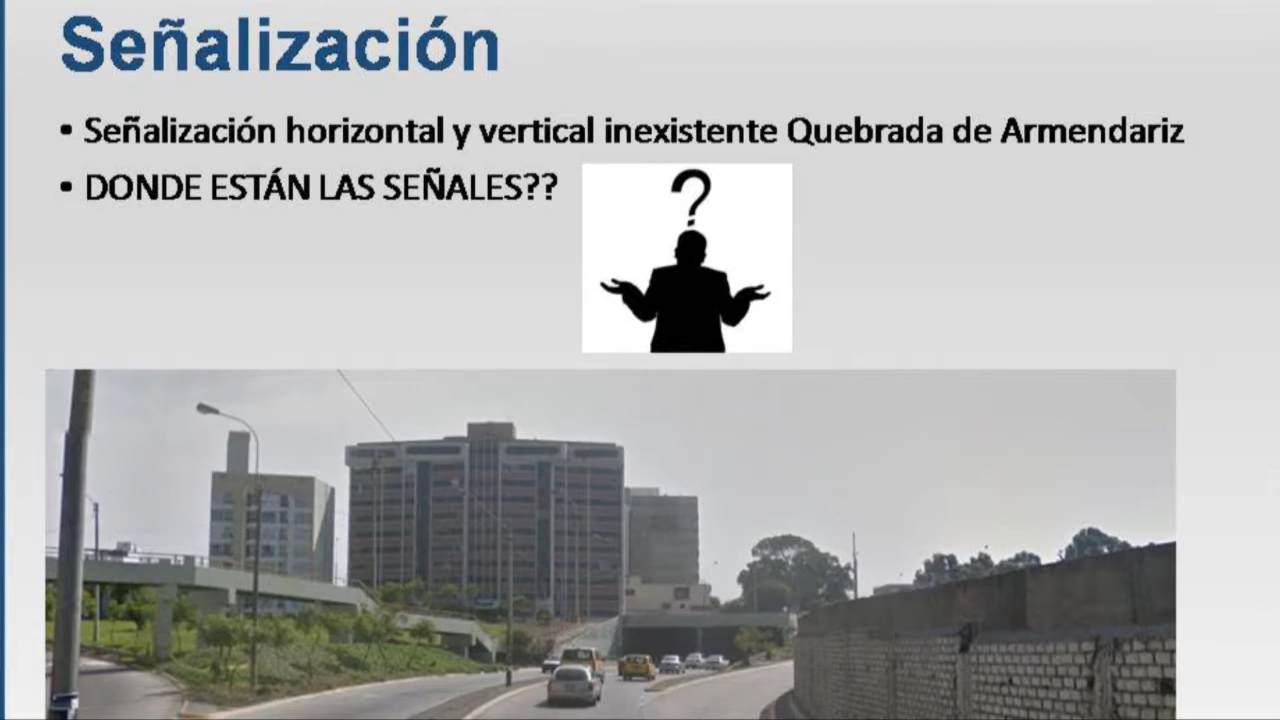 Señalización
• Señalización horizontal y vertical inexistente Quebrada de Armendariz
• DONDE ESTÁN LAS SEÑALES??
?